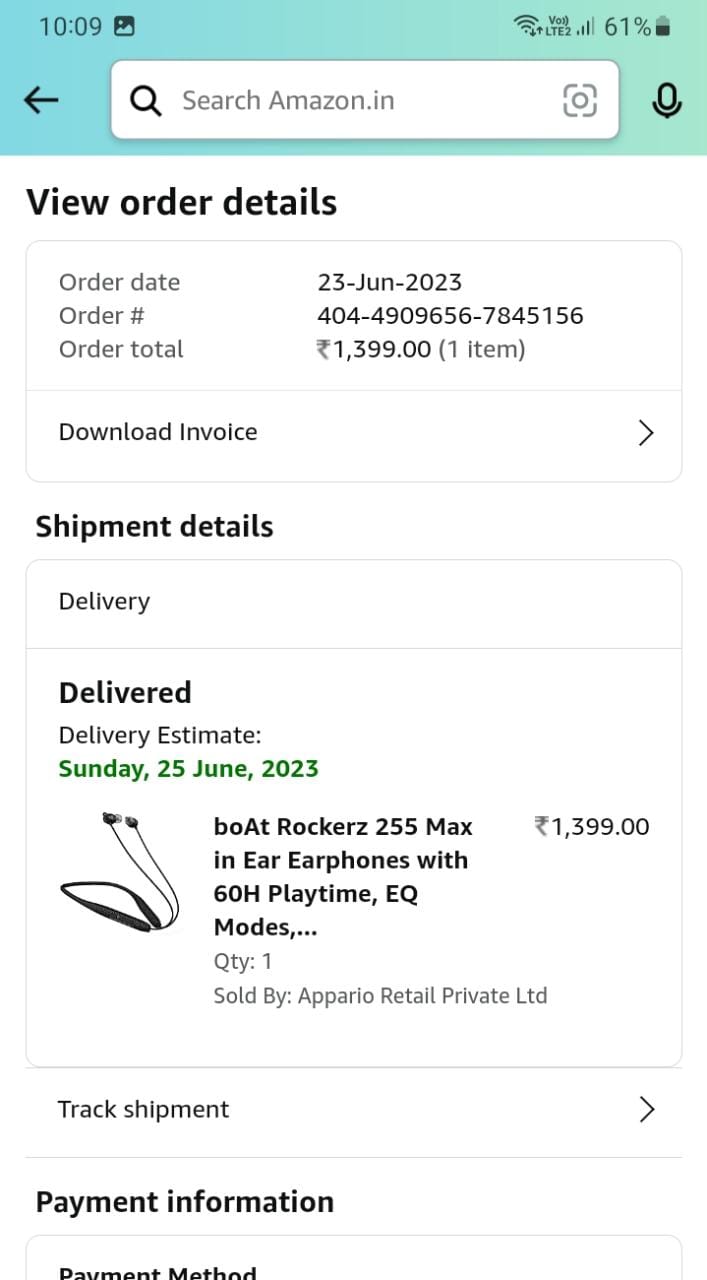 10:09
Vo)) LTE2 61%
Search Amazon.in
View order details
Order date 23-Jun-2023
Order # 404-4909656-7845156
Order total ₹1,399.00 (1 item)
Download Invoice
Shipment details
Delivery
Delivered
Delivery Estimate:
Sunday, 25 June, 2023
boAt Rockerz 255 Max ₹1,399.00
in Ear Earphones with
60H Playtime, EQ
Modes,...
Qty: 1
Sold By: Appario Retail Private Ltd
Track shipment
Payment information
Payment Method